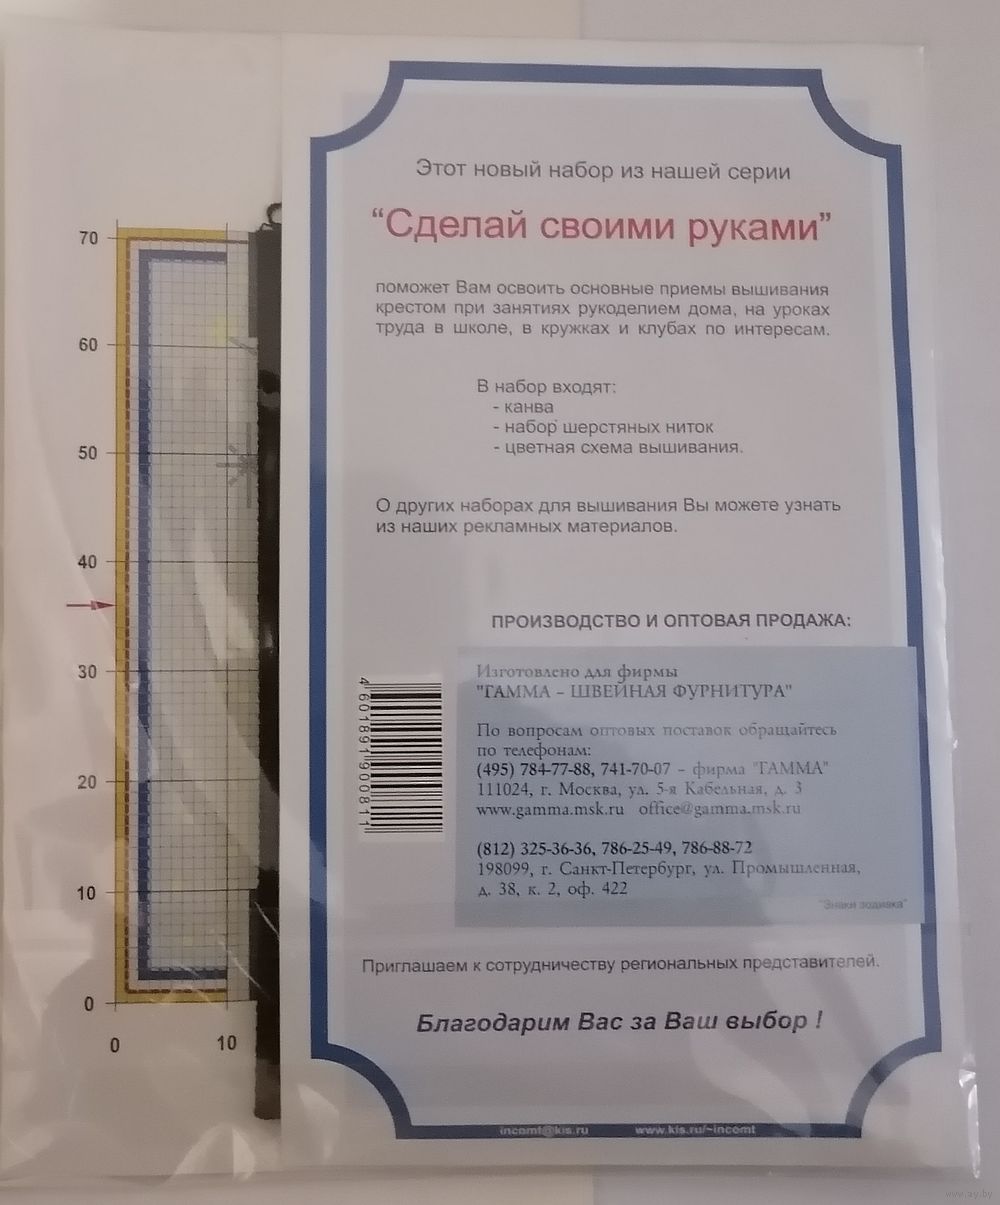 Этот новый набор из нашей серии
“Сделай своими руками”
поможет Вам освоить основные приемы вышивания
крестом при занятиях рукоделием дома, на уроках
труда в школе, в кружках и клубах по интересам.
В набор входят:
- канва
- набор шерстяных ниток
- цветная схема вышивания.
О других наборах для вышивания Вы можете узнать
из наших рекламных материалов.
ПРОИЗВОДСТВО И ОПТОВАЯ ПРОДАЖА:
Изготовлено для фирмы
"ГАММА – ШВЕЙНАЯ ФУРНИТУРА"
По вопросам оптовых поставок обращайтесь
по телефонам:
(495) 784-77-88, 741-70-07 – фирма "ГАММА"
111024, г. Москва, ул. 5-я Кабельная, д. 3
www.gamma.msk.ru office@gamma.msk.ru
(812) 325-36-36, 786-25-49, 786-88-72
198099, г. Санкт-Петербург, ул. Промышленная,
д. 38, к. 2, оф. 422
"Знаки зодиака"
4 601891 900811
Приглашаем к сотрудничеству региональных представителей.
Благодарим Вас за Ваш выбор !
incomt@kis.ru www.kis.ru/~incomt
70
60
50
40
30
20
10
0
0 10
www.ay.by